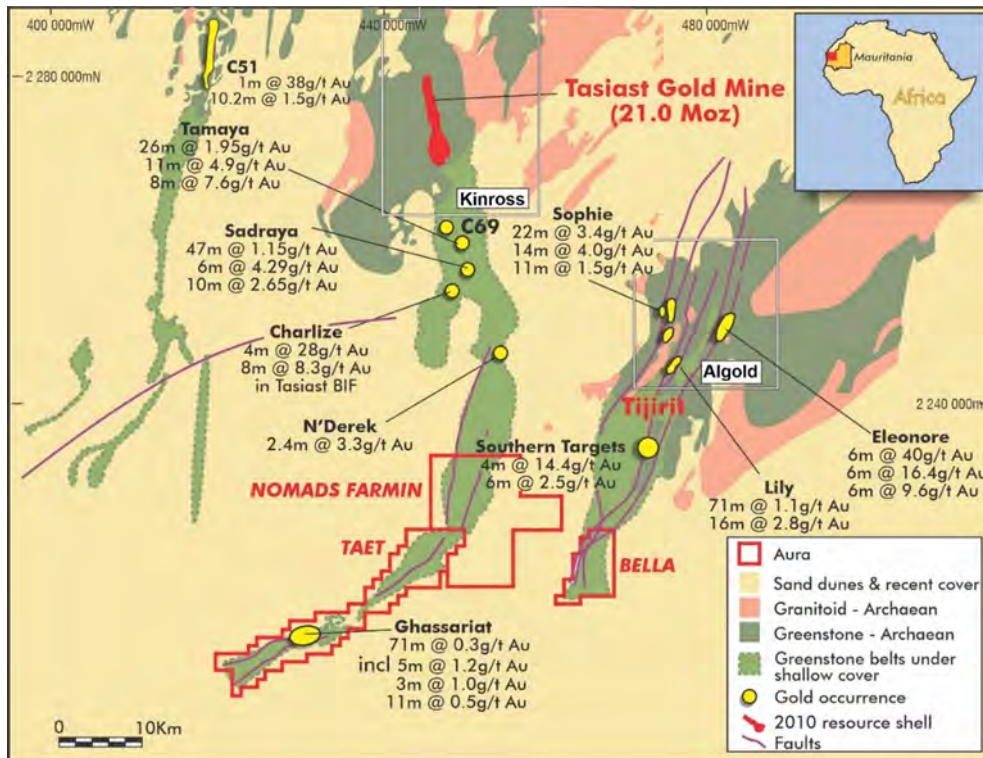 400 000mW
440 000mW
480 000mW
2 280 000mN
2 240 000mN
Mauritania
Africa
C51
1m @ 38g/t Au
10.2m @ 1.5g/t Au
Tasiast Gold Mine
(21.0 Moz)
Tamaya
26m @ 1.95g/t Au
11m @ 4.9g/t Au
8m @ 7.6g/t Au
Kinross
C69
Sadraya
47m @ 1.15g/t Au
6m @ 4.29g/t Au
10m @ 2.65g/t Au
Sophie
22m @ 3.4g/t Au
14m @ 4.0g/t Au
11m @ 1.5g/t Au
Charlize
4m @ 28g/t Au
8m @ 8.3g/t Au
in Tasiast BIF
Algold
Tijirit
N'Derek
2.4m @ 3.3g/t Au
Southern Targets
4m @ 14.4g/t Au
6m @ 2.5g/t Au
Eleonore
6m @ 40g/t Au
6m @ 16.4g/t Au
6m @ 9.6g/t Au
Lily
71m @ 1.1g/t Au
16m @ 2.8g/t Au
NOMADS FARMIN
TAET
BELLA
Ghassariat
71m @ 0.3g/t Au
incl 5m @ 1.2g/t Au
3m @ 1.0g/t Au
11m @ 0.5g/t Au
Aura
Sand dunes & recent cover
Granitoid - Archaean
Greenstone - Archaean
Greenstone belts under
shallow cover
Gold occurrence
2010 resource shell
Faults
0 10Km